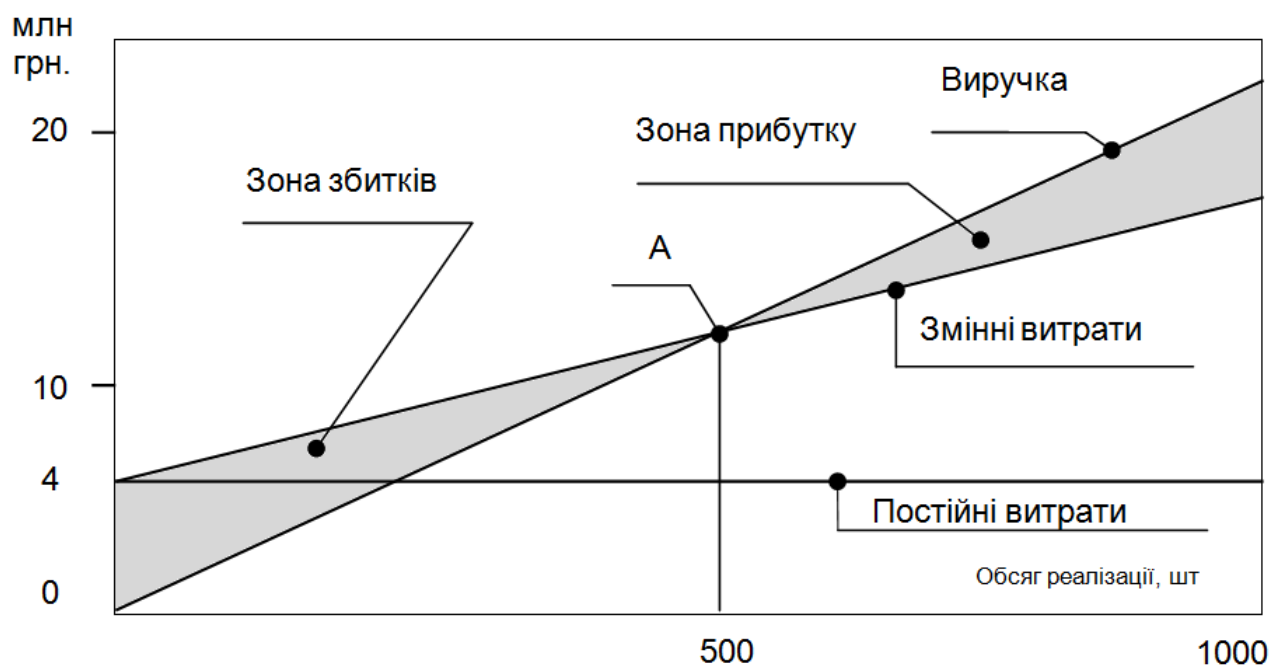 млн
грн.
Виручка
20
Зона прибутку
Зона збитків
А
Змінні витрати
10
4
Постійні витрати
Обсяг реалізації, шт
0
500
1000